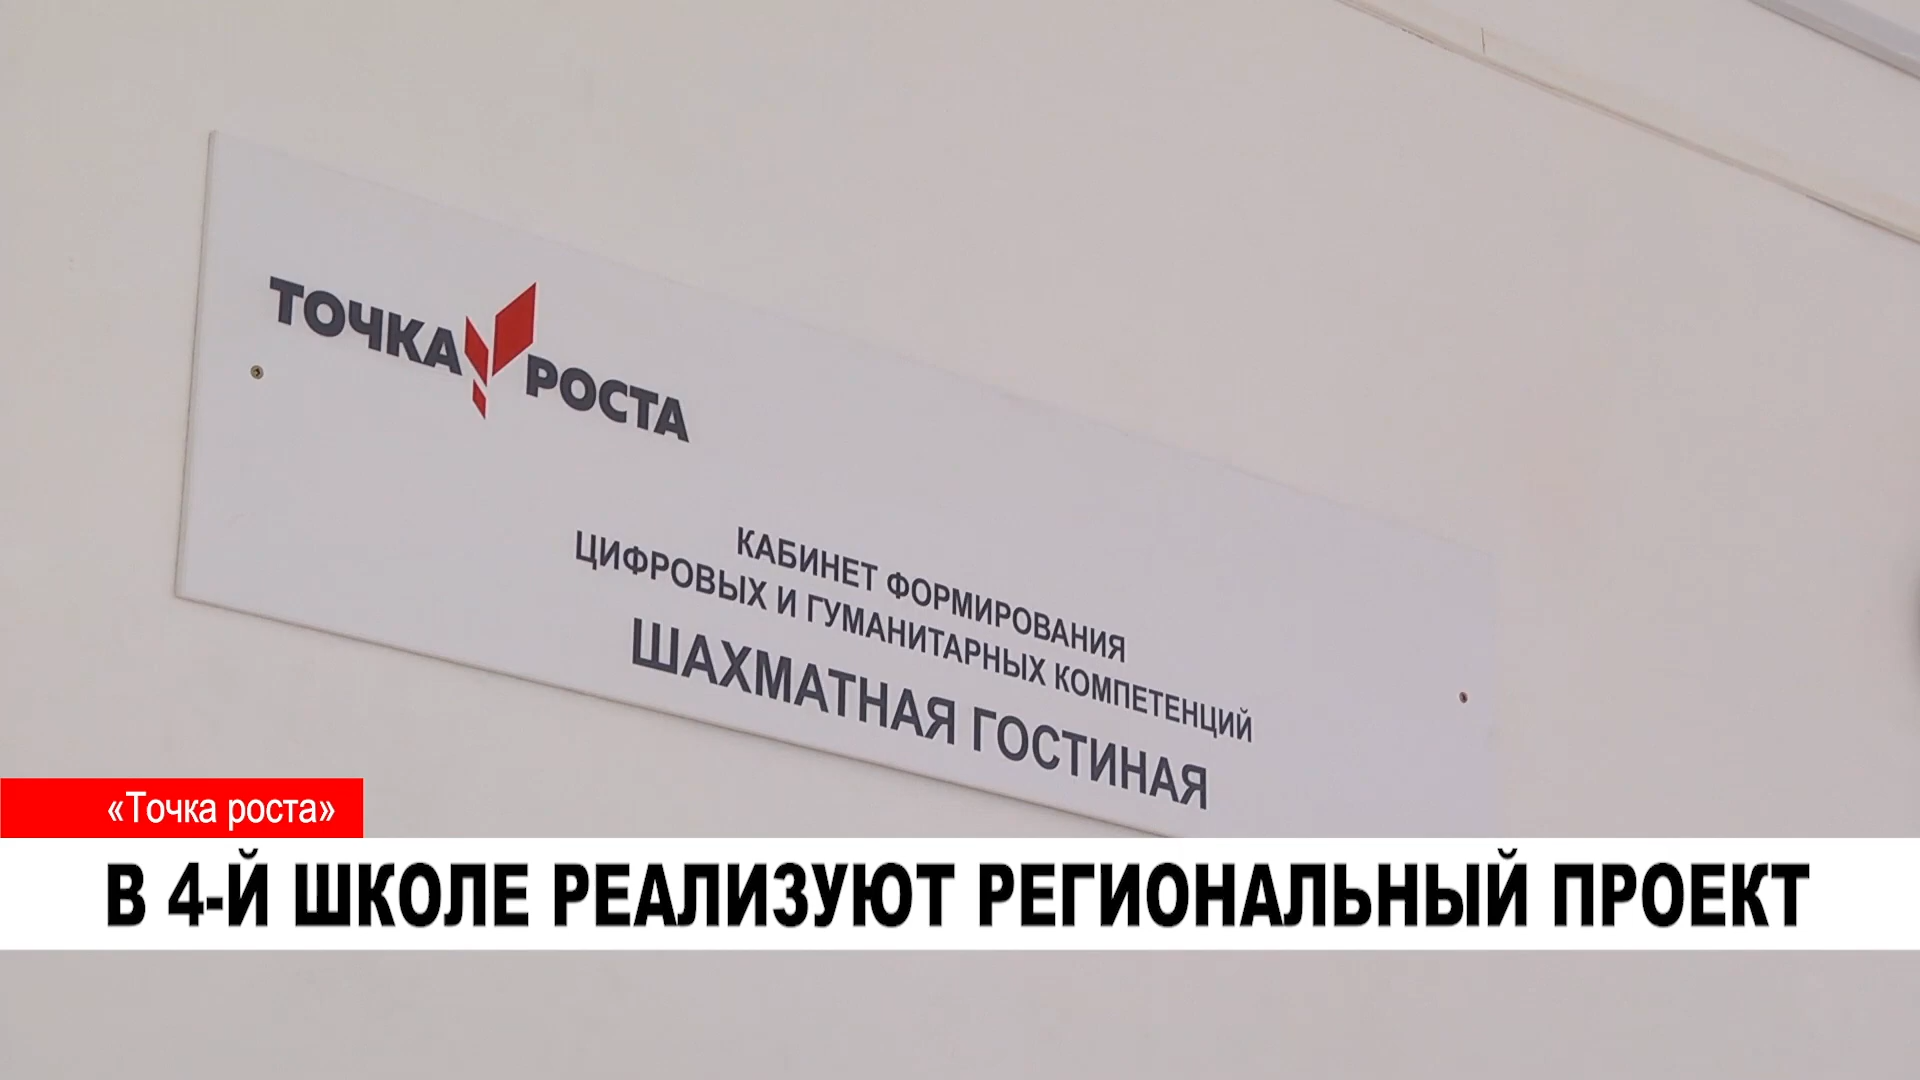 ТОЧКА РОСТА
КАБИНЕТ ФОРМИРОВАНИЯ
ЦИФРОВЫХ И ГУМАНИТАРНЫХ КОМПЕТЕНЦИЙ
ШАХМАТНАЯ ГОСТИНАЯ
«Точка роста»
В 4-Й ШКОЛЕ РЕАЛИЗУЮТ РЕГИОНАЛЬНЫЙ ПРОЕКТ